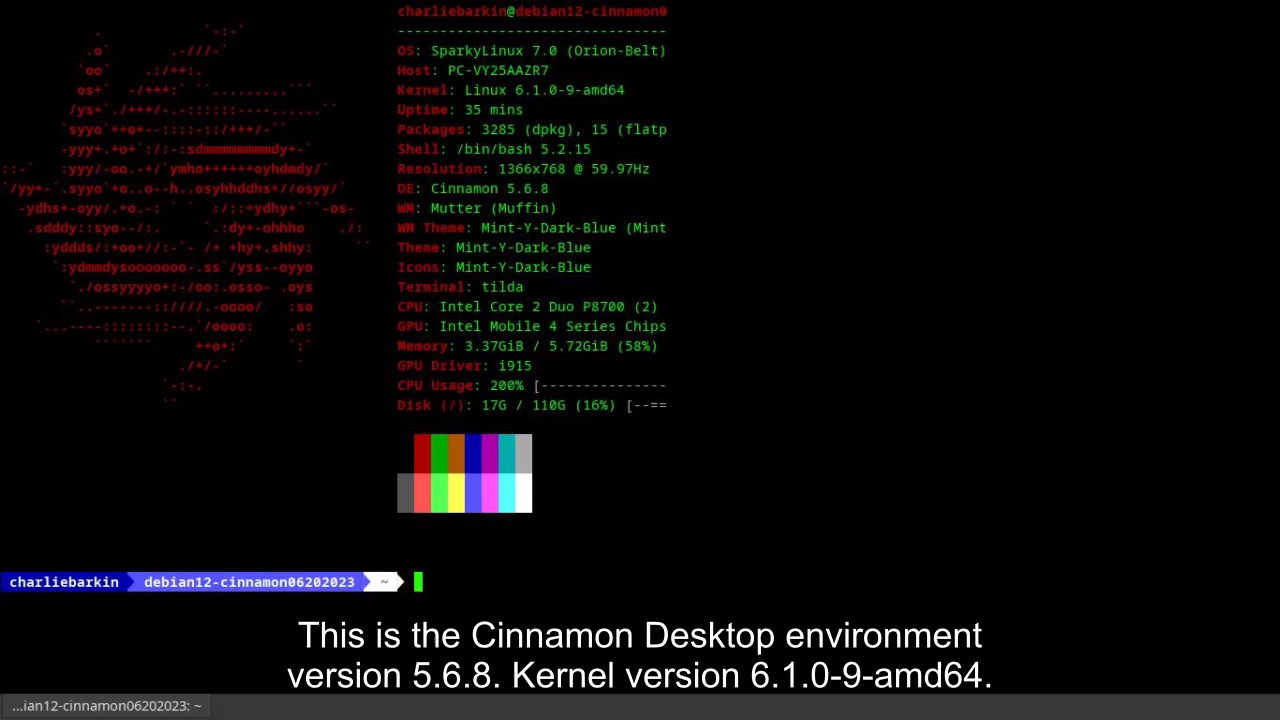 charliebarkin@debian12-cinnamon0
--------------------------------
OS: SparkyLinux 7.0 (Orion-Belt)
Host: PC-VY25AAZR7
Kernel: Linux 6.1.0-9-amd64
Uptime: 35 mins
Packages: 3285 (dpkg), 15 (flatp
Shell: /bin/bash 5.2.15
Resolution: 1366x768 @ 59.97Hz
DE: Cinnamon 5.6.8
WM: Mutter (Muffin)
WM Theme: Mint-Y-Dark-Blue (Mint
Theme: Mint-Y-Dark-Blue
Icons: Mint-Y-Dark-Blue
Terminal: tilda
CPU: Intel Core 2 Duo P8700 (2)
GPU: Intel Mobile 4 Series Chips
Memory: 3.37GiB / 5.72GiB (58%)
GPU Driver: i915
CPU Usage: 200% [---------------
Disk (/): 17G / 110G (16%) [--==
charliebarkin debian12-cinnamon06202023 ~
This is the Cinnamon Desktop environment
version 5.6.8. Kernel version 6.1.0-9-amd64.
...ian12-cinnamon06202023: ~